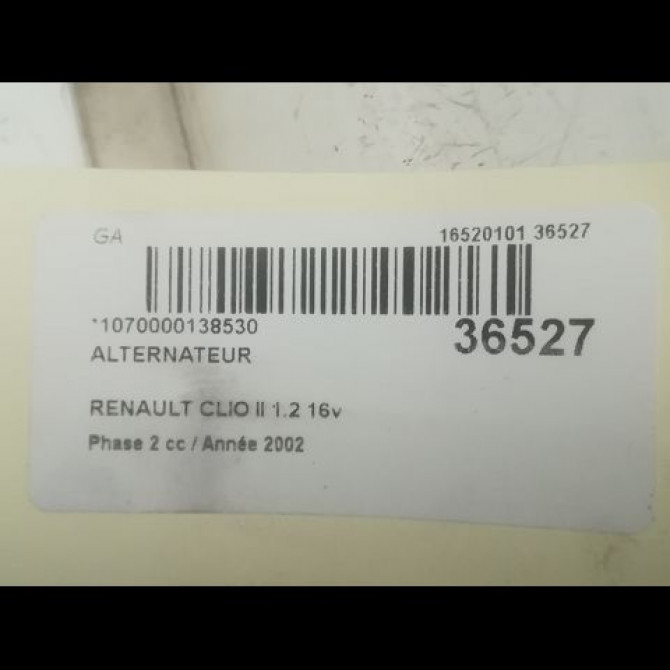 GA 16520101 36527
*1070000138530 36527
ALTERNATEUR
RENAULT CLIO II 1.2 16v
Phase 2 cc / Année 2002